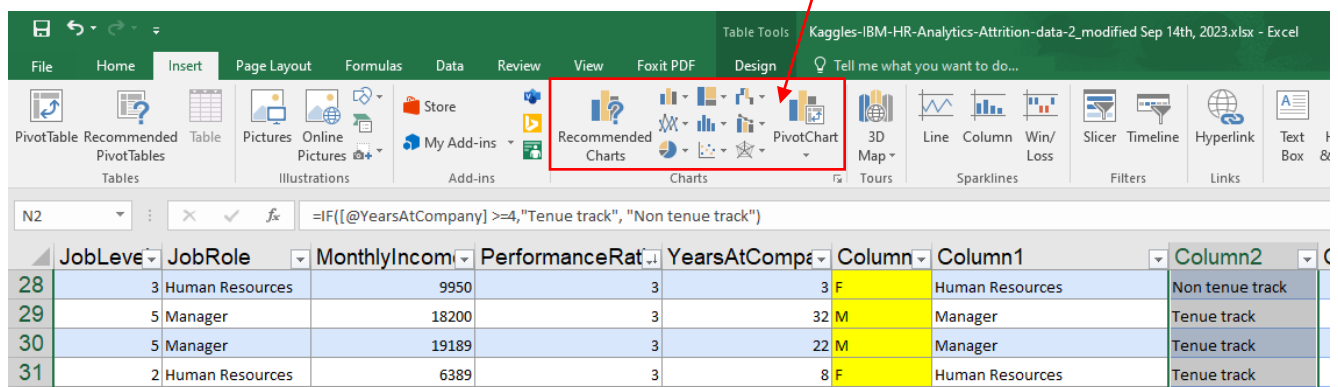 Table Tools Kaggles-IBM-HR-Analytics-Attrition-data-2_modified Sep 14th, 2023.xlsx - Excel
File Home Insert Page Layout Formulas Data Review View Foxit PDF Design Tell me what you want to do...
PivotTable Recommended PivotTables Table Pictures Online Pictures Store My Add-ins Recommended Charts PivotChart 3D Map Line Column Win/Loss Slicer Timeline Hyperlink Text Box
Tables Illustrations Add-ins Charts Tours Sparklines Filters Links
N2 fx =IF([@YearsAtCompany] >=4,"Tenue track", "Non tenue track")
JobLeve JobRole MonthlyIncom PerformanceRat YearsAtCompa Column Column1 Column2
28 3 Human Resources 9950 3 3 F Human Resources Non tenue track
29 5 Manager 18200 3 32 M Manager Tenue track
30 5 Manager 19189 3 22 M Manager Tenue track
31 2 Human Resources 6389 3 8 F Human Resources Tenue track